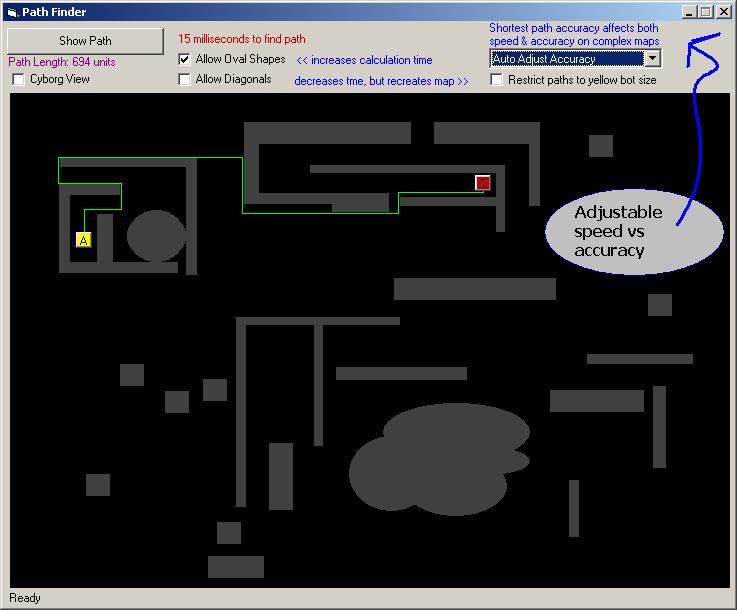 Path Finder
Show Path
15 milliseconds to find path
Shortest path accuracy affects both
speed & accuracy on complex maps
Path Length: 694 units
Allow Oval Shapes
<< increases calculation time
Auto Adjust Accuracy
Cyborg View
Allow Diagonals
decreases tme, but recreates map >>
Restrict paths to yellow bot size
A
Adjustable
speed vs
accuracy
Ready